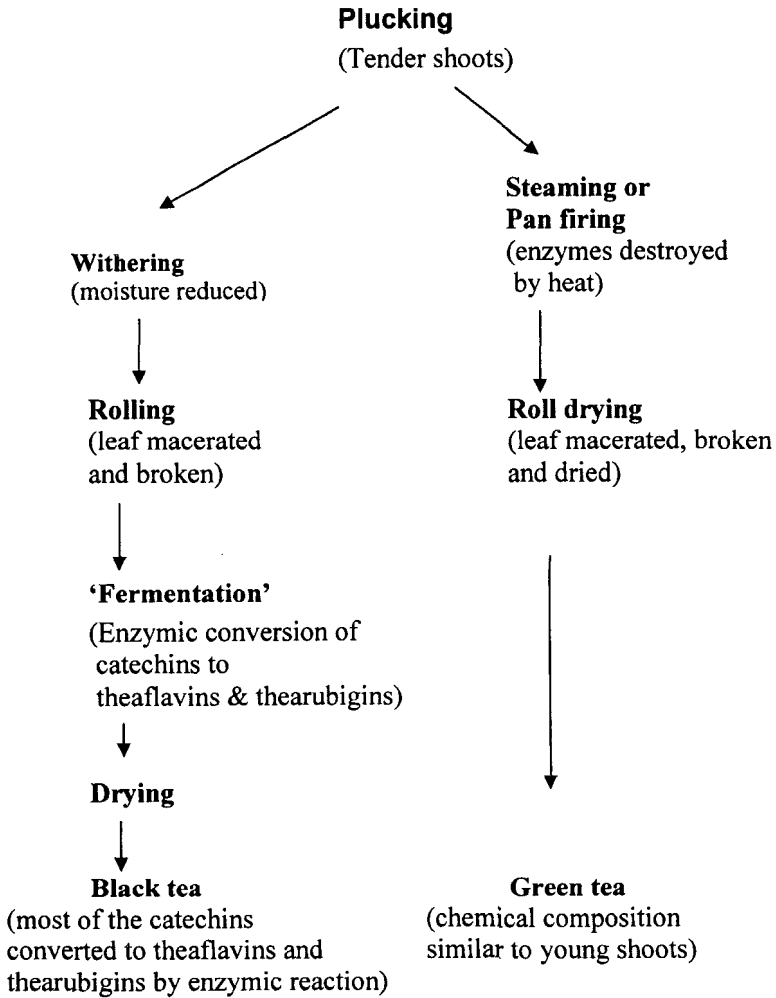 Plucking
(Tender shoots)
Steaming or
Pan firing
(enzymes destroyed
by heat)
Withering
(moisture reduced)
Rolling
(leaf macerated
and broken)
Roll drying
(leaf macerated, broken
and dried)
‘Fermentation’
(Enzymic conversion of
catechins to
theaflavins & thearubigins)
Drying
Black tea
(most of the catechins
converted to theaflavins and
thearubigins by enzymic reaction)
Green tea
(chemical composition
similar to young shoots)